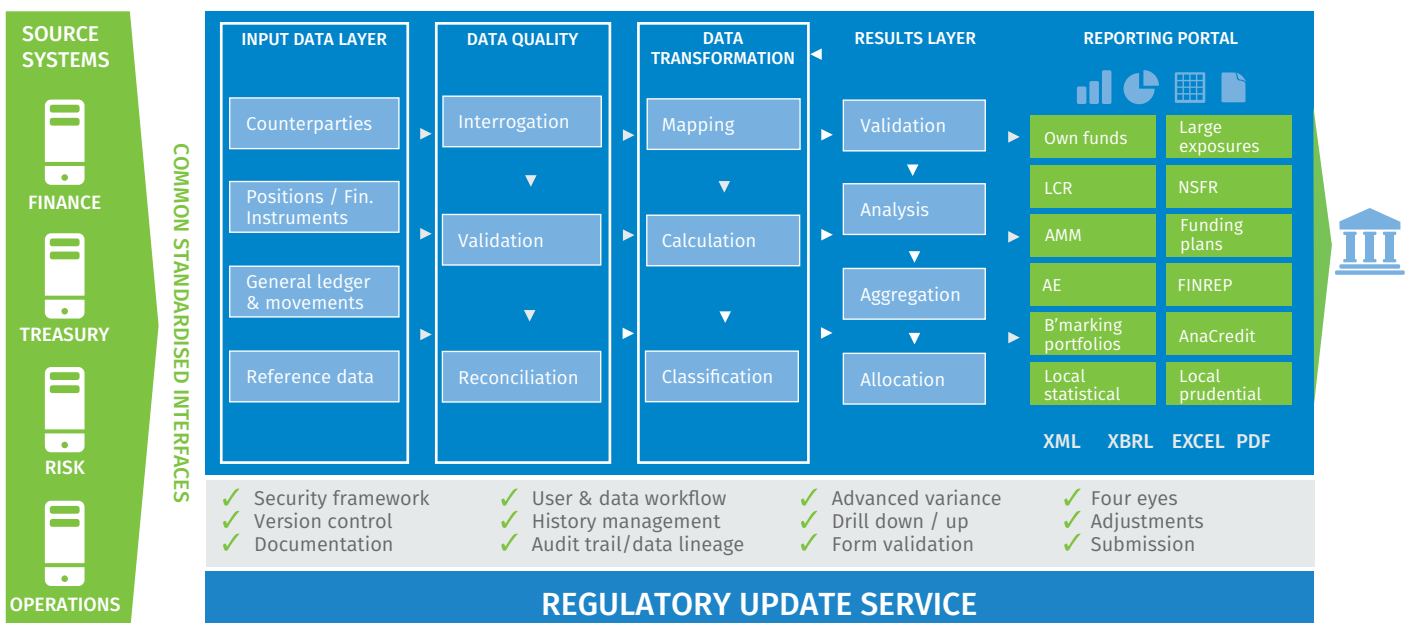 SOURCE
SYSTEMS
FINANCE
TREASURY
RISK
OPERATIONS
COMMON STANDARDISED INTERFACES
INPUT DATA LAYER
Counterparties
Positions / Fin.
Instruments
General ledger
& movements
Reference data
DATA QUALITY
Interrogation
Validation
Reconciliation
DATA
TRANSFORMATION
Mapping
Calculation
Classification
RESULTS LAYER
Validation
Analysis
Aggregation
Allocation
REPORTING PORTAL
Own funds
Large
exposures
LCR
NSFR
AMM
Funding
plans
AE
FINREP
B'marking
portfolios
AnaCredit
Local
statistical
Local
prudential
XML XBRL EXCEL PDF
✓ Security framework
✓ Version control
✓ Documentation
✓ User & data workflow
✓ History management
✓ Audit trail/data lineage
✓ Advanced variance
✓ Drill down / up
✓ Form validation
✓ Four eyes
✓ Adjustments
✓ Submission
REGULATORY UPDATE SERVICE